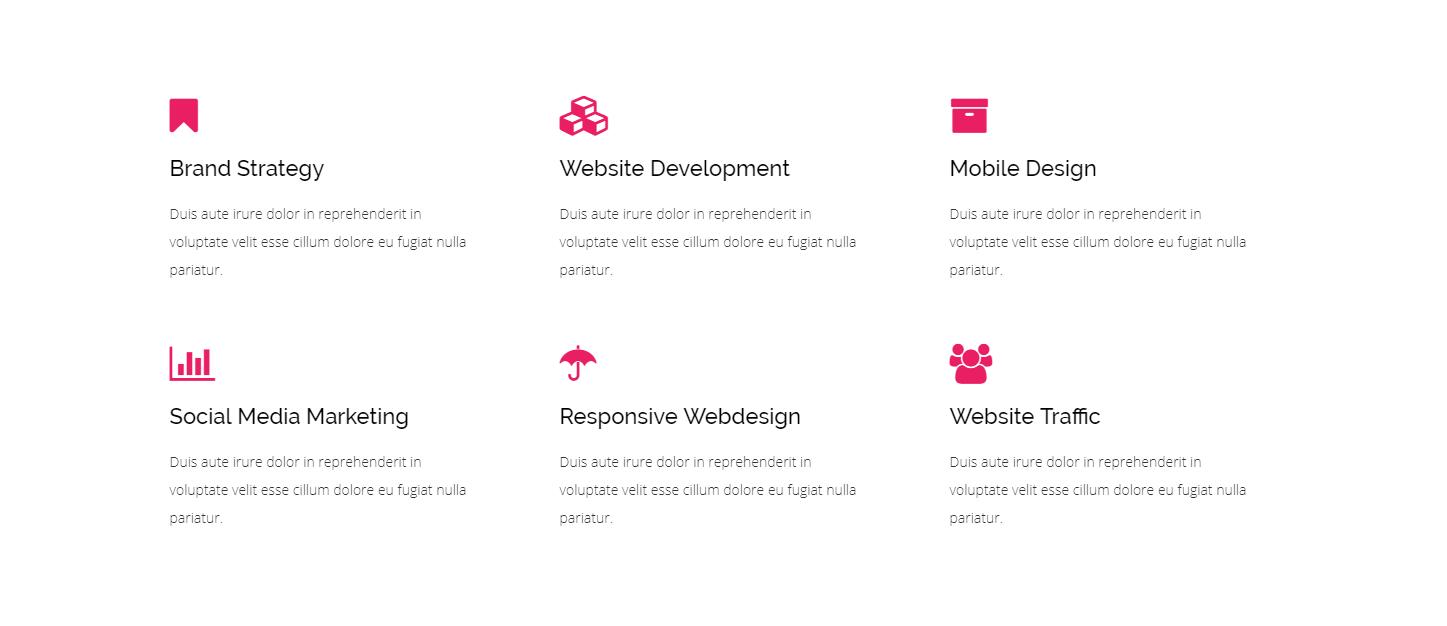 Brand Strategy
Duis aute irure dolor in reprehenderit in
voluptate velit esse cillum dolore eu fugiat nulla
pariatur.
Website Development
Duis aute irure dolor in reprehenderit in
voluptate velit esse cillum dolore eu fugiat nulla
pariatur.
Mobile Design
Duis aute irure dolor in reprehenderit in
voluptate velit esse cillum dolore eu fugiat nulla
pariatur.
Social Media Marketing
Duis aute irure dolor in reprehenderit in
voluptate velit esse cillum dolore eu fugiat nulla
pariatur.
Responsive Webdesign
Duis aute irure dolor in reprehenderit in
voluptate velit esse cillum dolore eu fugiat nulla
pariatur.
Website Traffic
Duis aute irure dolor in reprehenderit in
voluptate velit esse cillum dolore eu fugiat nulla
pariatur.